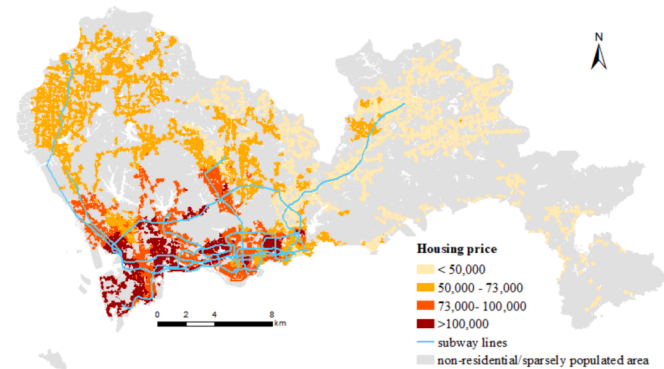 N
Housing price
< 50,000
50,000 - 73,000
73,000- 100,000
>100,000
subway lines
non-residential/sparsely populated area
0 2 4 8
km